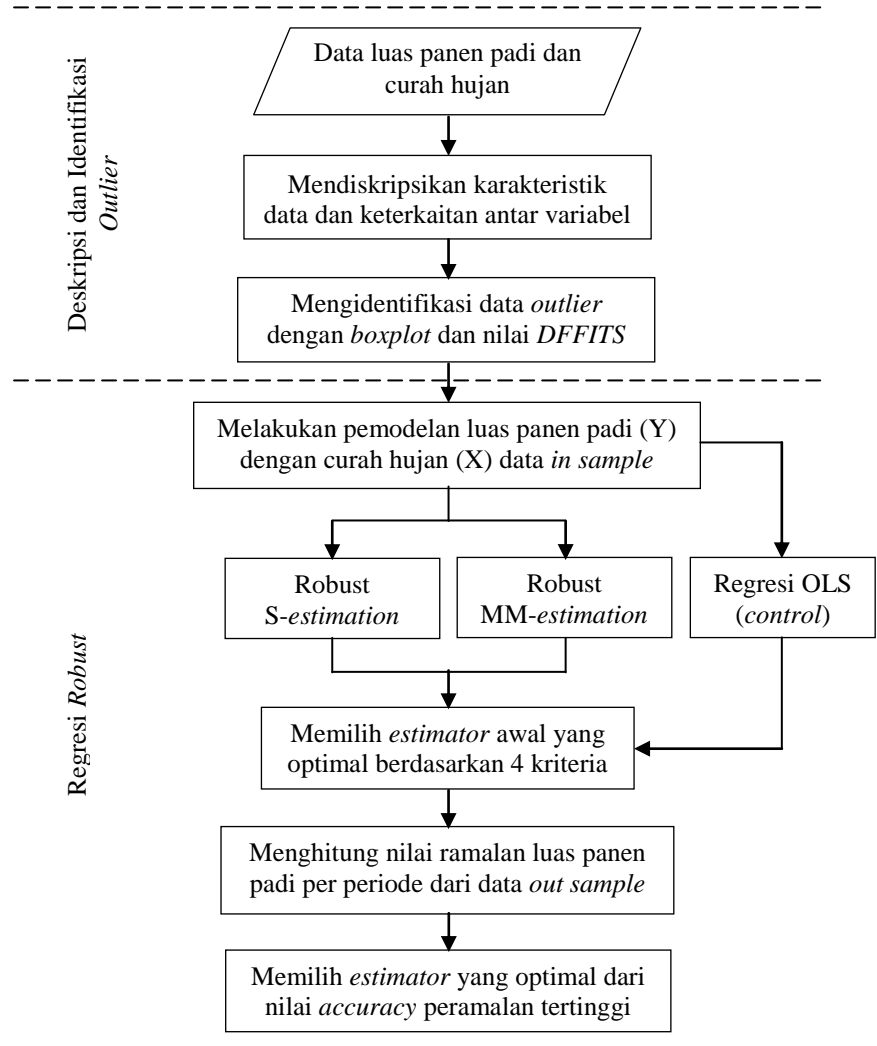 Deskripsi dan Identifikasi
Outlier
Data luas panen padi dan
curah hujan
Mendiskripsikan karakteristik
data dan keterkaitan antar variabel
Mengidentifikasi data outlier
dengan boxplot dan nilai DFFITS
Regresi Robust
Melakukan pemodelan luas panen padi (Y)
dengan curah hujan (X) data in sample
Robust
S-estimation
Robust
MM-estimation
Regresi OLS
(control)
Memilih estimator awal yang
optimal berdasarkan 4 kriteria
Menghitung nilai ramalan luas panen
padi per periode dari data out sample
Memilih estimator yang optimal dari
nilai accuracy peramalan tertinggi